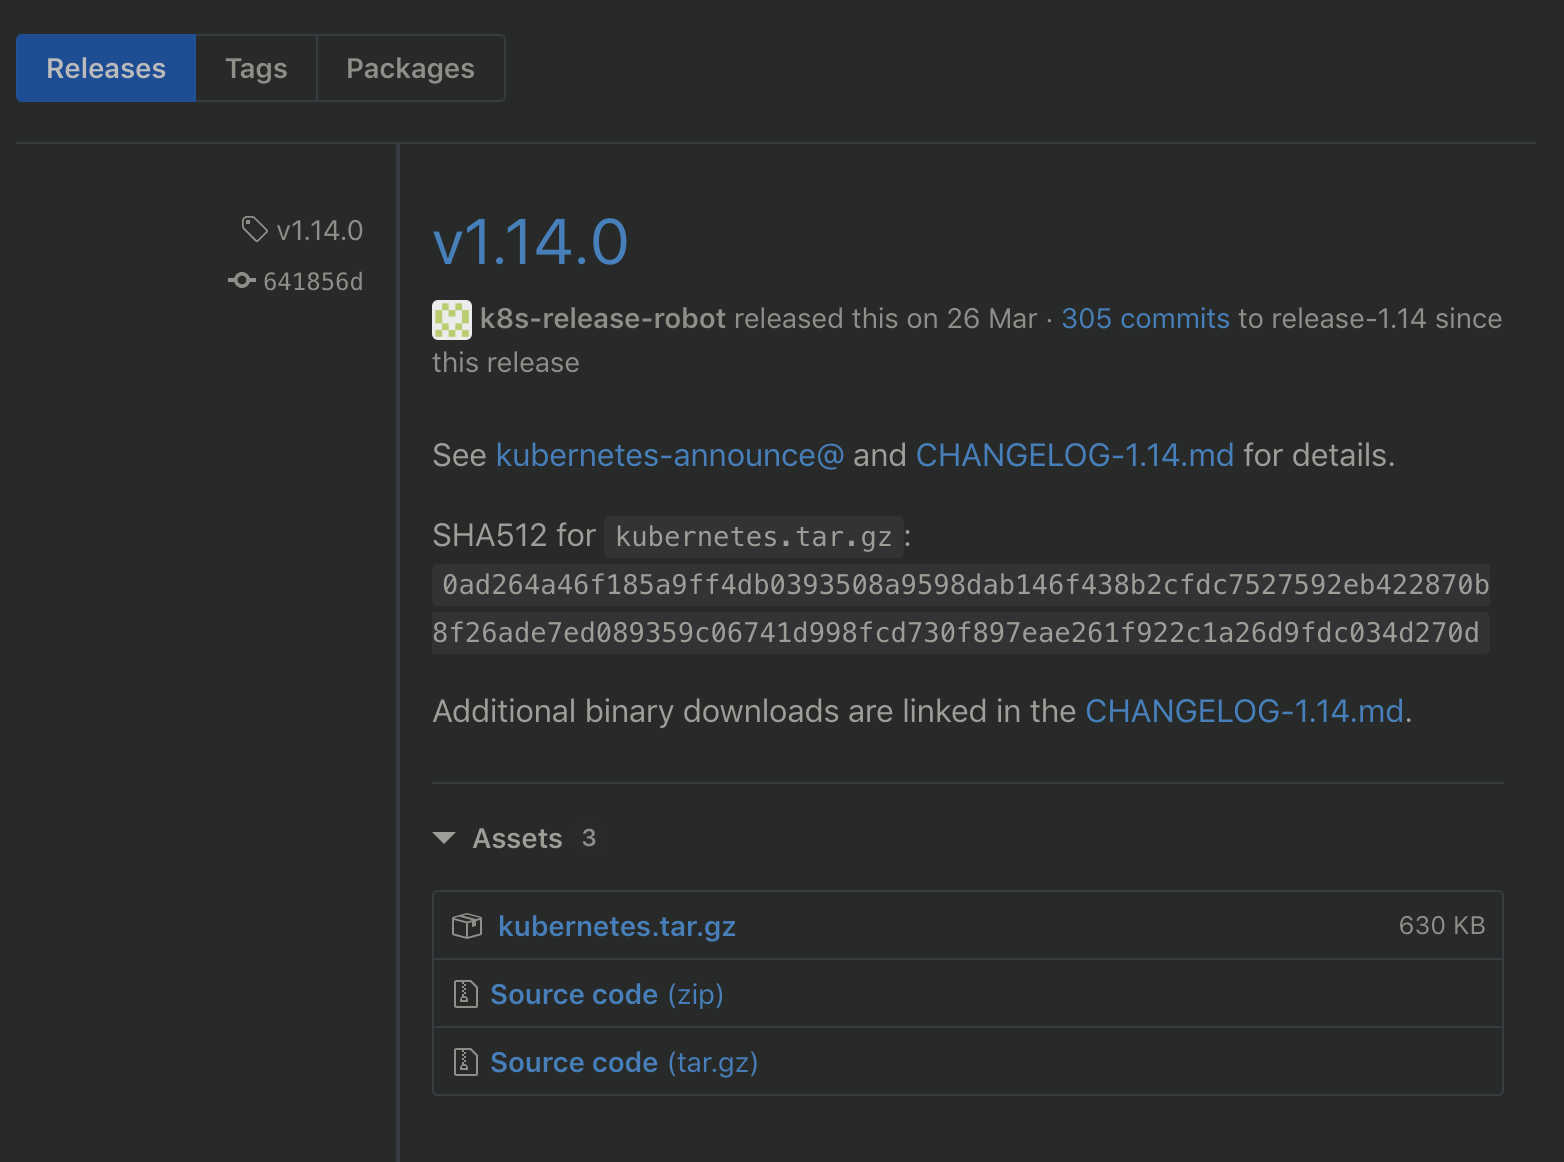 Releases
Tags
Packages
v1.14.0
641856d
v1.14.0
k8s-release-robot released this on 26 Mar · 305 commits to release-1.14 since
this release
See kubernetes-announce@ and CHANGELOG-1.14.md for details.
SHA512 for kubernetes.tar.gz:
0ad264a46f185a9ff4db0393508a9598dab146f438b2cfdc7527592eb422870b
8f26ade7ed089359c06741d998fcd730f897eae261f922c1a26d9fdc034d270d
Additional binary downloads are linked in the CHANGELOG-1.14.md.
Assets 3
kubernetes.tar.gz 630 KB
Source code (zip)
Source code (tar.gz)